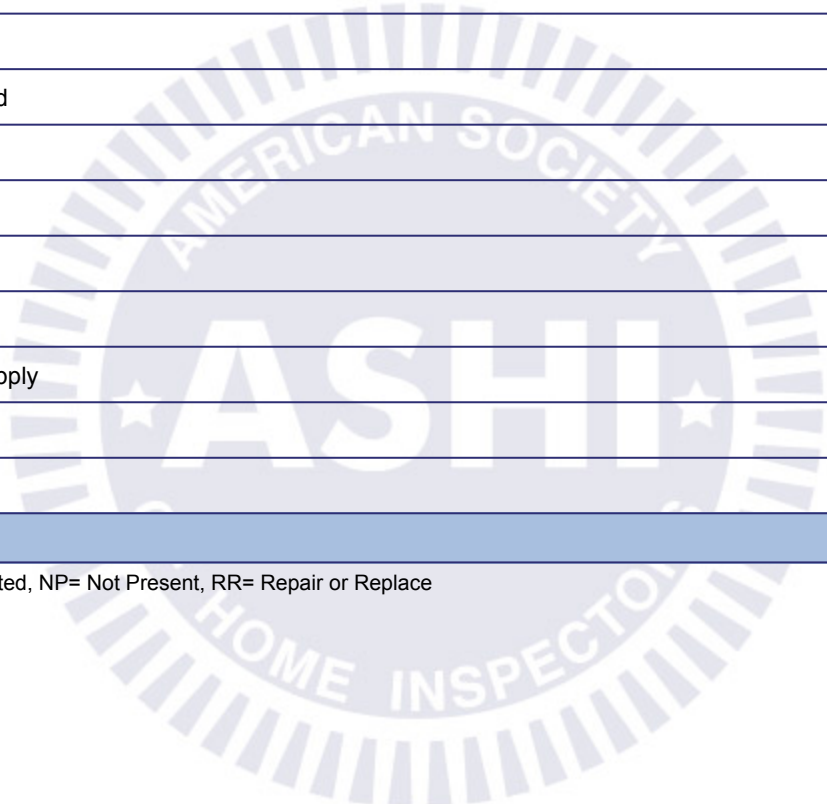 d
AMERICAN SOCIETY
ASHI
pply
ted, NP= Not Present, RR= Repair or Replace
HOME INSPECTORS